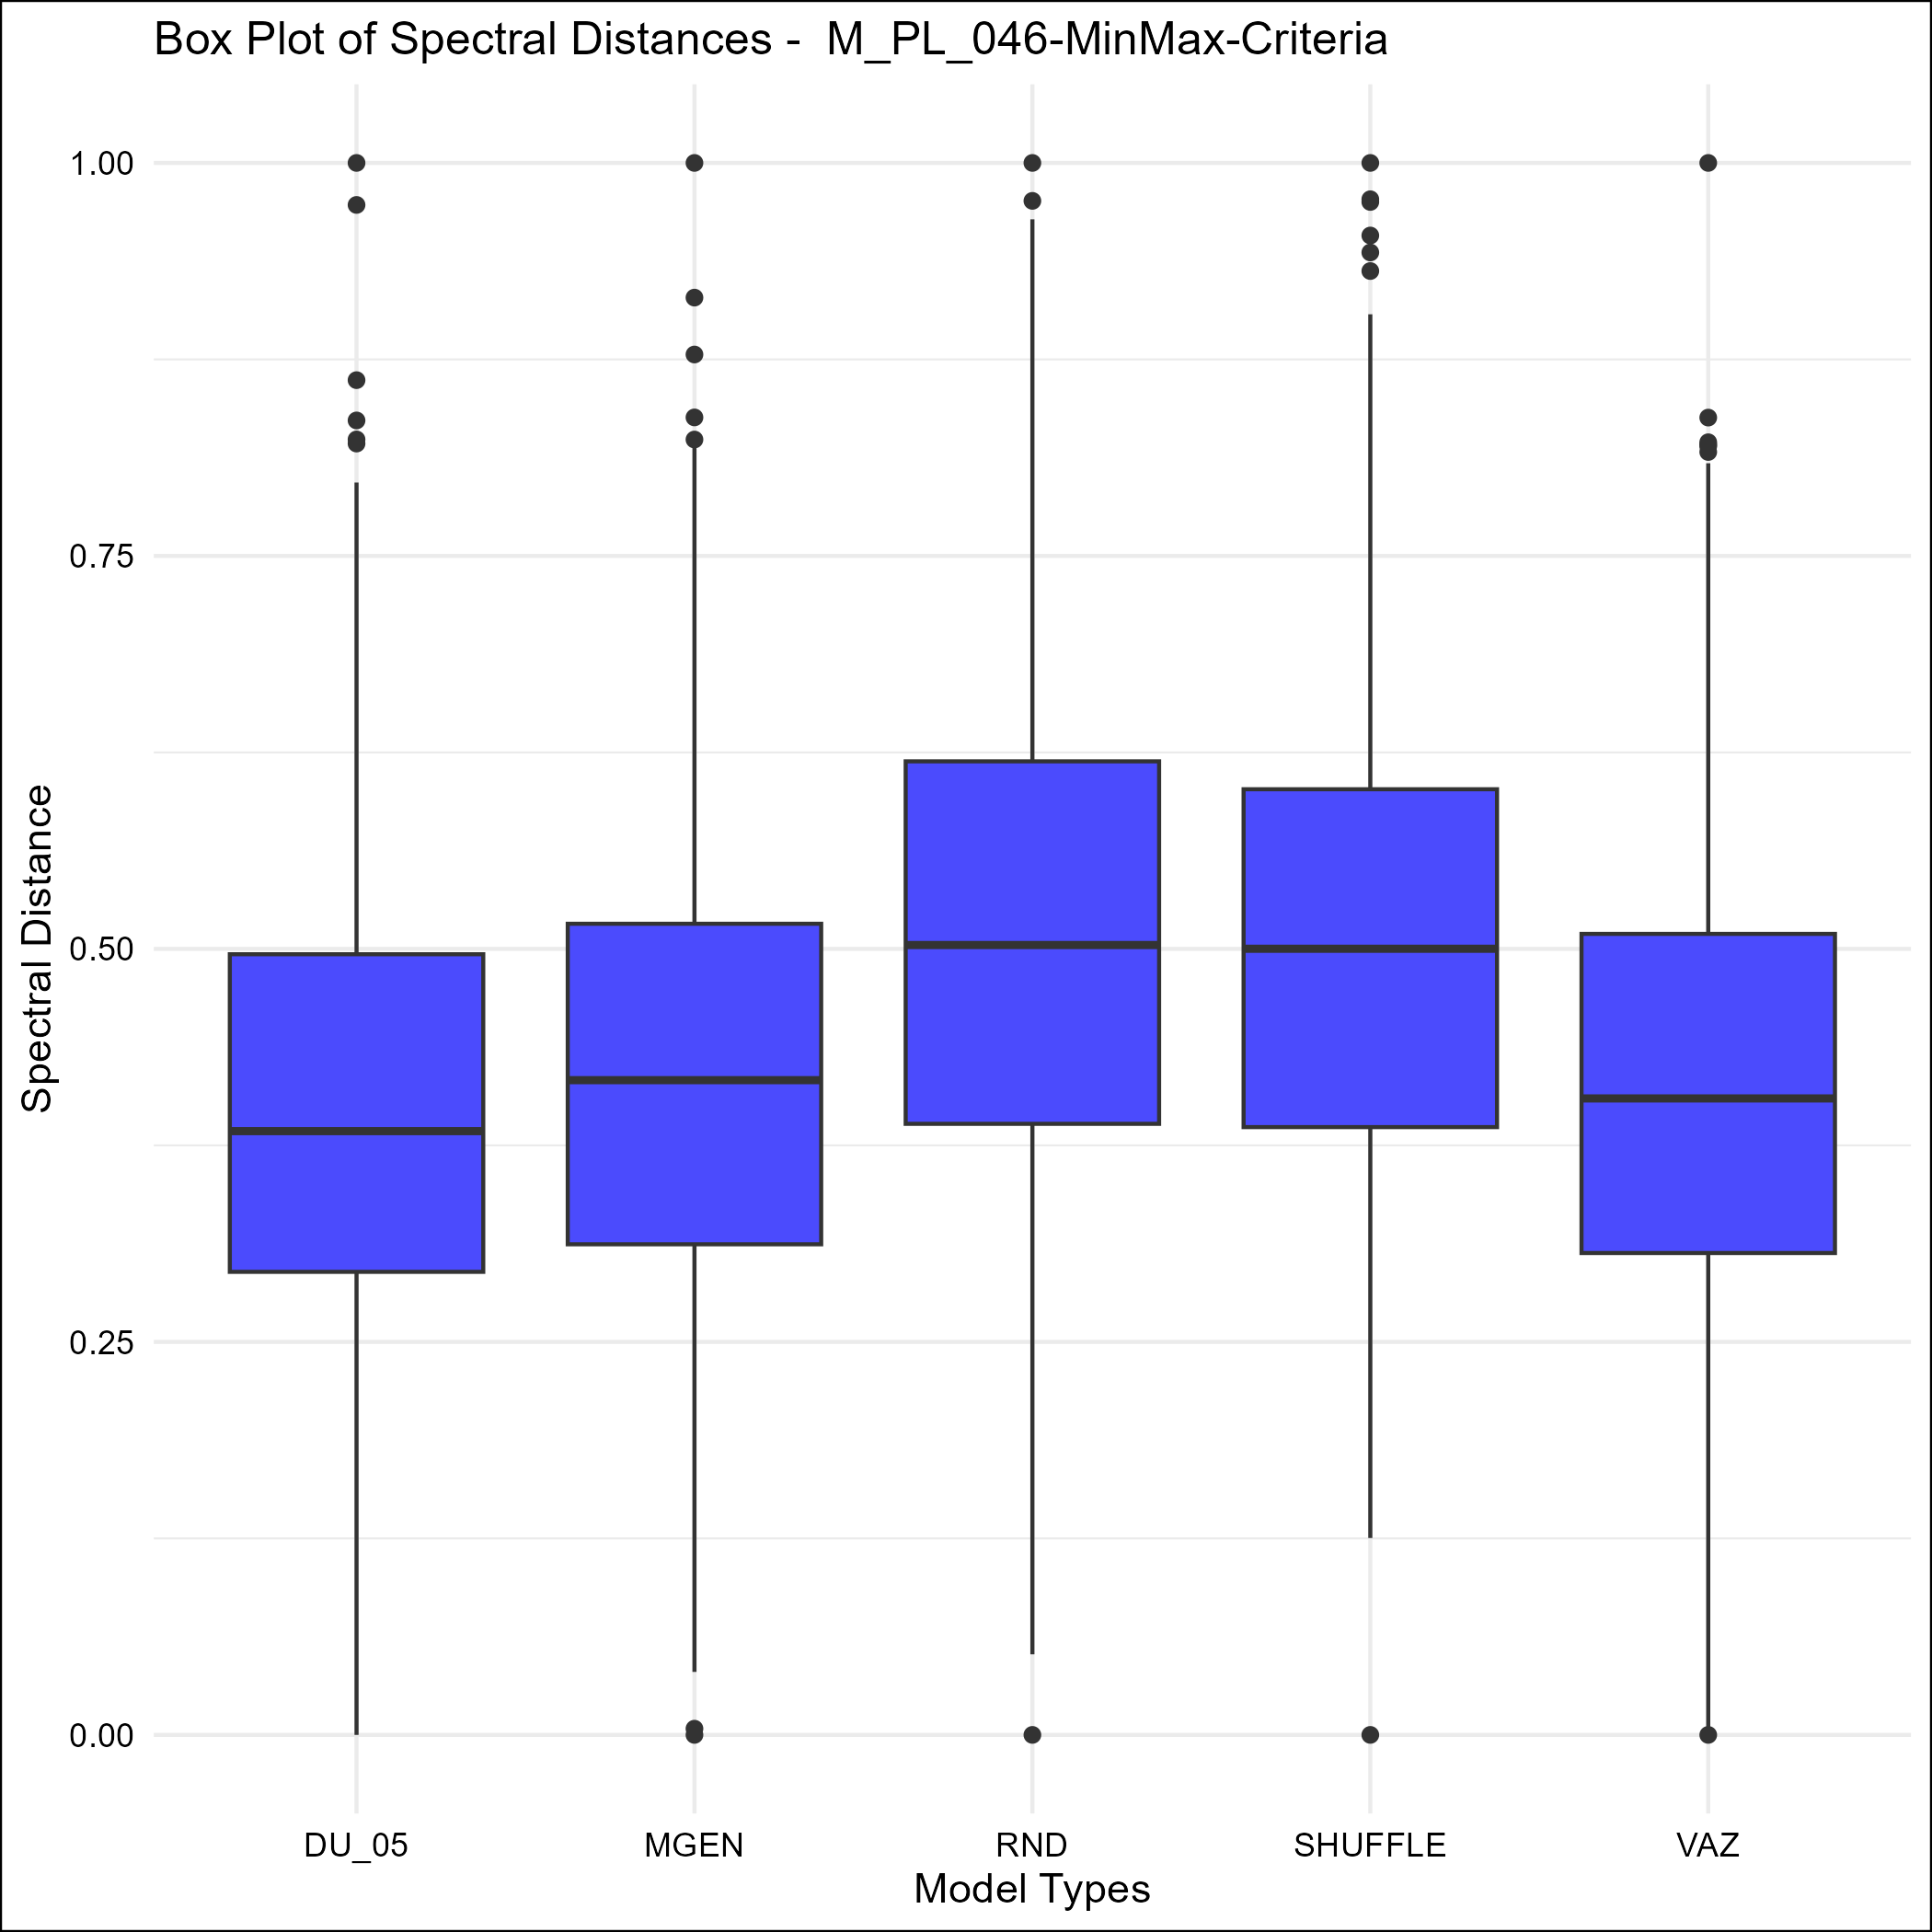 Box Plot of Spectral Distances -  M_PL_046-MinMax-Criteria
Spectral Distance
1.00
0.75
0.50
0.25
0.00
DU_05 MGEN RND SHUFFLE VAZ
Model Types